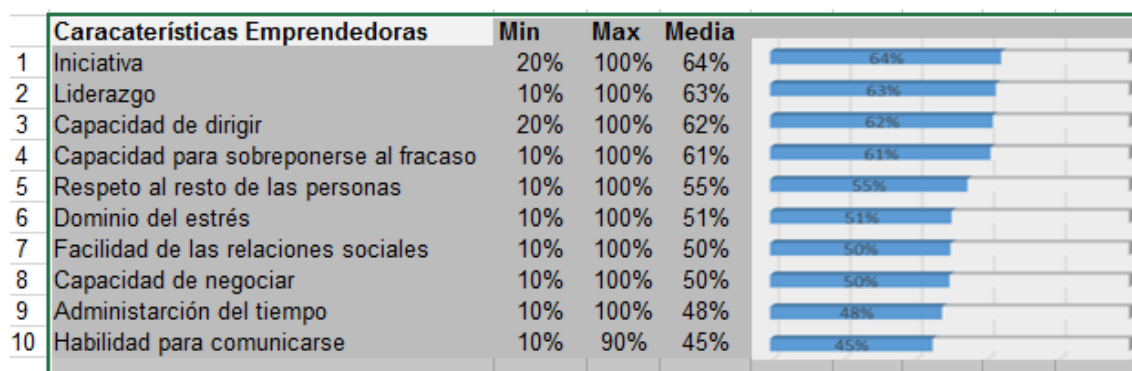 Caracaterísticas Emprendedoras Min Max Media
1 Iniciativa 20% 100% 64% 64%
2 Liderazgo 10% 100% 63% 63%
3 Capacidad de dirigir 20% 100% 62% 62%
4 Capacidad para sobreponerse al fracaso 10% 100% 61% 61%
5 Respeto al resto de las personas 10% 100% 55% 55%
6 Dominio del estrés 10% 100% 51% 51%
7 Facilidad de las relaciones sociales 10% 100% 50% 50%
8 Capacidad de negociar 10% 100% 50% 50%
9 Administarción del tiempo 10% 100% 48% 48%
10 Habilidad para comunicarse 10% 90% 45% 45%